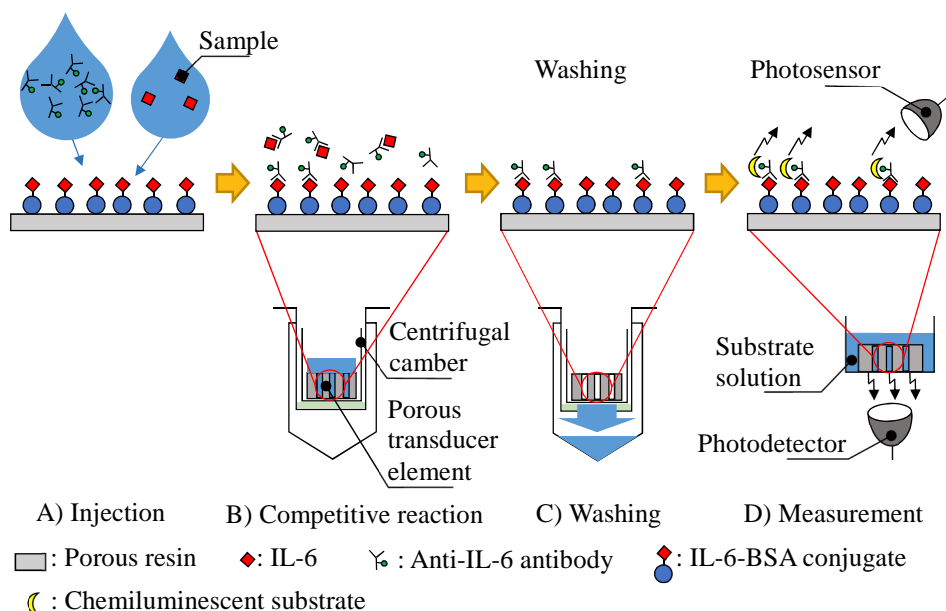 Sample
Washing
Photosensor
Centrifugal
camber
Porous
transducer
element
Substrate
solution
Photodetector
A) Injection
B) Competitive reaction
C) Washing
D) Measurement
: Porous resin
: IL-6
: Anti-IL-6 antibody
: IL-6-BSA conjugate
: Chemiluminescent substrate